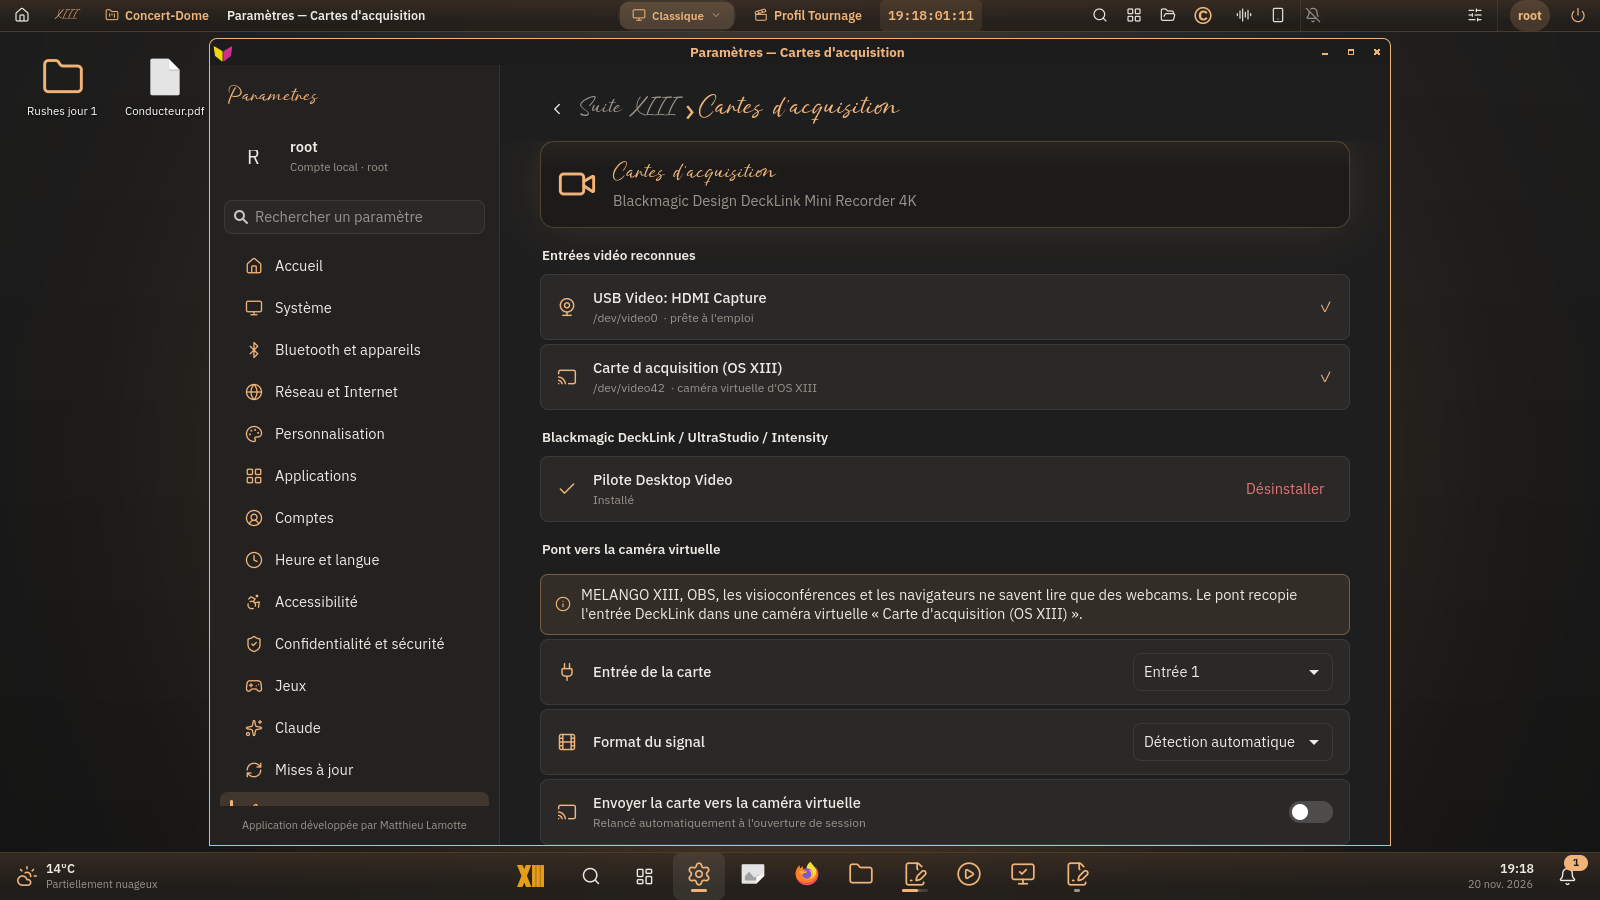 XIII
Concert-Dome
Paramètres — Cartes d'acquisition
Classique
Profil Tournage
19:18:01:11
root
Rushes jour 1
Conducteur.pdf
Paramètres — Cartes d'acquisition
Parametres
R
root
Compte local · root
Rechercher un paramètre
Accueil
Système
Bluetooth et appareils
Réseau et Internet
Personnalisation
Applications
Comptes
Heure et langue
Accessibilité
Confidentialité et sécurité
Jeux
Claude
Mises à jour
Application développée par Matthieu Lamotte
Suite XIII › Cartes d'acquisition
Cartes d'acquisition
Blackmagic Design DeckLink Mini Recorder 4K
Entrées vidéo reconnues
USB Video: HDMI Capture
/dev/video0 · prête à l'emploi
Carte d acquisition (OS XIII)
/dev/video42 · caméra virtuelle d'OS XIII
Blackmagic DeckLink / UltraStudio / Intensity
Pilote Desktop Video
Installé
Désinstaller
Pont vers la caméra virtuelle
MELANGO XIII, OBS, les visioconférences et les navigateurs ne savent lire que des webcams. Le pont recopie
l'entrée DeckLink dans une caméra virtuelle « Carte d'acquisition (OS XIII) ».
Entrée de la carte
Entrée 1
Format du signal
Détection automatique
Envoyer la carte vers la caméra virtuelle
Relancé automatiquement à l'ouverture de session
14°C
Partiellement nuageux
XIII
19:18
20 nov. 2026
1